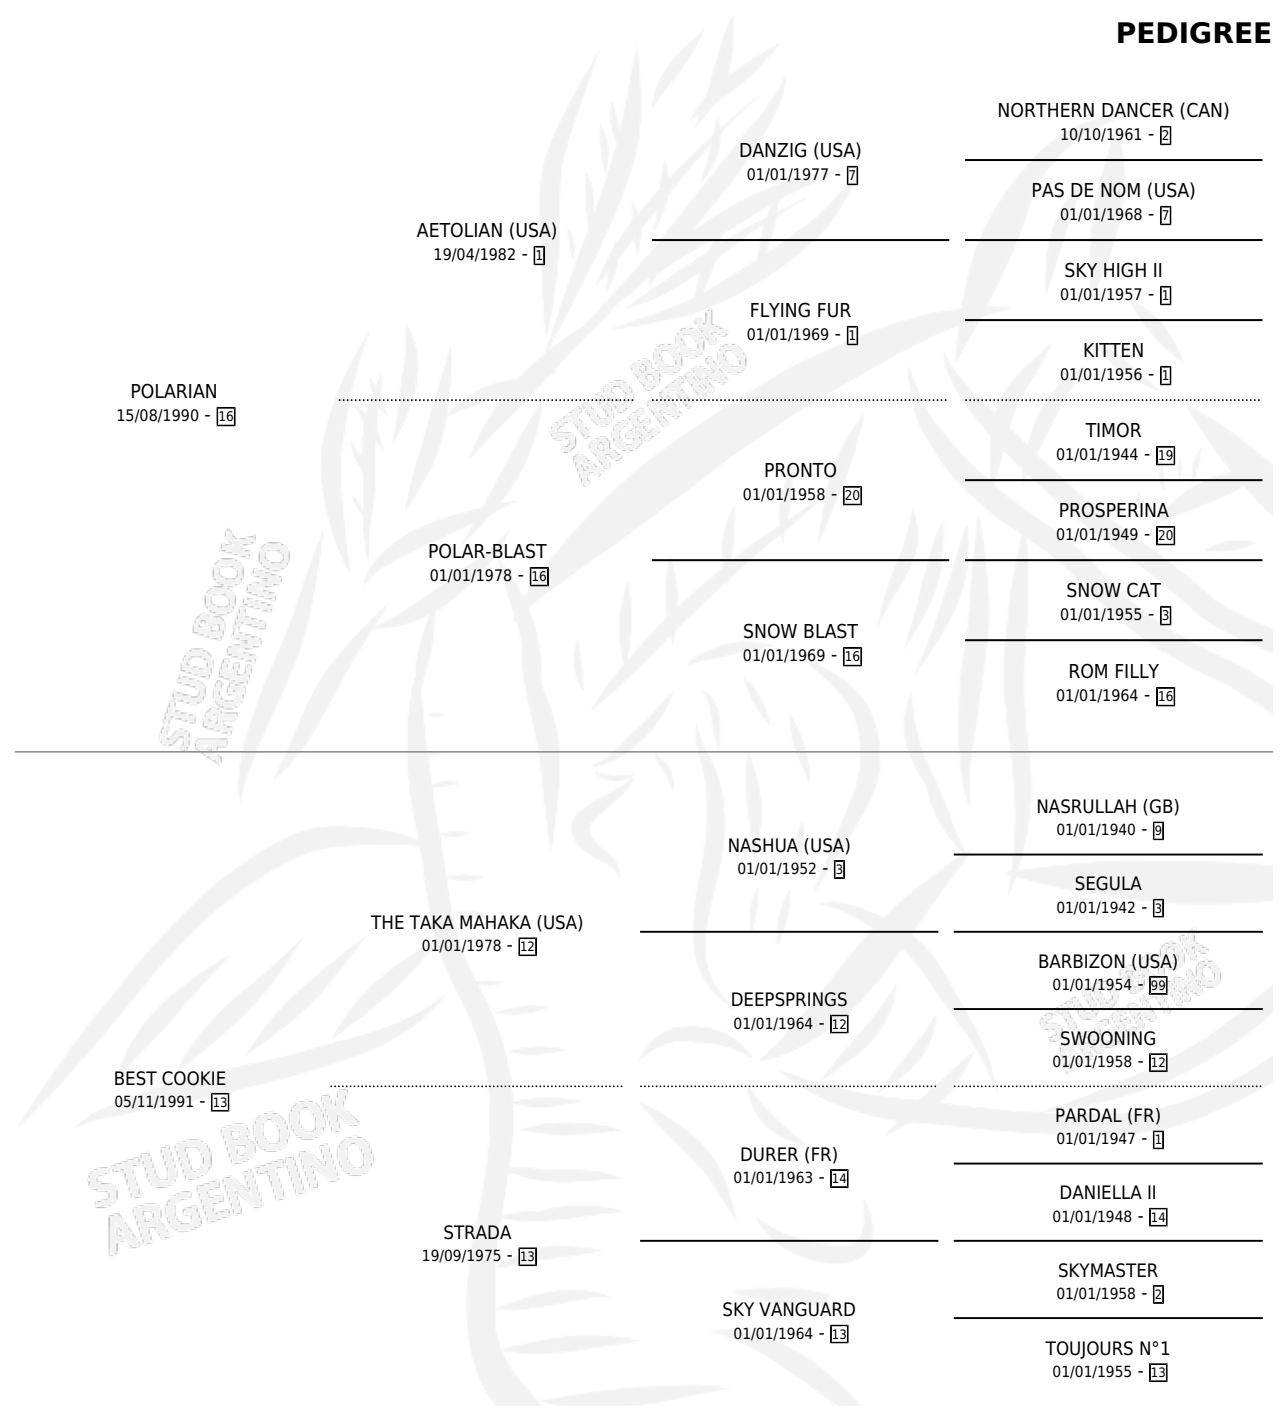 PEDIGREE
NORTHERN DANCER (CAN)
10/10/1961 - 2
DANZIG (USA)
01/01/1977 - 7
PAS DE NOM (USA)
01/01/1968 - 7
AETOLIAN (USA)
19/04/1982 - 1
SKY HIGH II
01/01/1957 - 1
FLYING FUR
01/01/1969 - 1
KITTEN
01/01/1956 - 1
POLARIAN
15/08/1990 - 16
TIMOR
01/01/1944 - 19
PRONTO
01/01/1958 - 20
PROSPERINA
01/01/1949 - 20
POLAR-BLAST
01/01/1978 - 16
SNOW CAT
01/01/1955 - 3
SNOW BLAST
01/01/1969 - 16
ROM FILLY
01/01/1964 - 16
NASRULLAH (GB)
01/01/1940 - 9
NASHUA (USA)
01/01/1952 - 3
SEGULA
01/01/1942 - 3
THE TAKA MAHAKA (USA)
01/01/1978 - 12
BARBIZON (USA)
01/01/1954 - 99
DEEPSPRINGS
01/01/1964 - 12
SWOONING
01/01/1958 - 12
BEST COOKIE
05/11/1991 - 13
PARDAL (FR)
01/01/1947 - 1
DURER (FR)
01/01/1963 - 14
DANIELLA II
01/01/1948 - 14
STRADA
19/09/1975 - 13
SKYMASTER
01/01/1958 - 2
SKY VANGUARD
01/01/1964 - 13
TOUJOURS N°1
01/01/1955 - 13
STUD BOOK
ARGENTINO
STUD BOOK
ARGENTINO
STUD BOOK
ARGENTINO
STUD BOOK
ARGENTINO